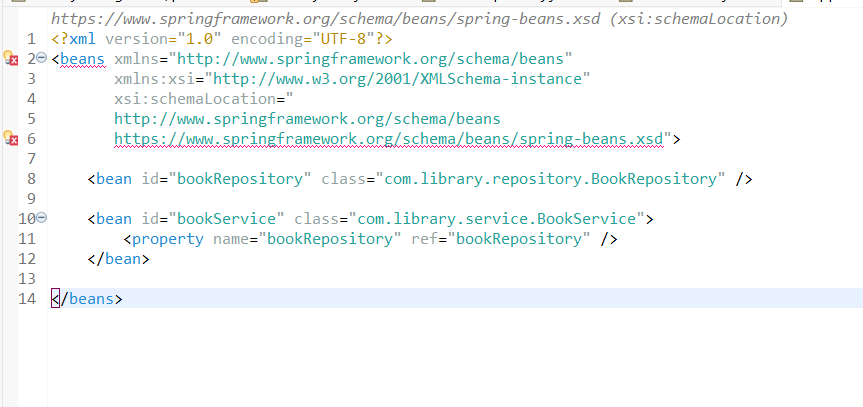 https://www.springframework.org/schema/beans/spring-beans.xsd (xsi:schemaLocation)
1 <?xml version="1.0" encoding="UTF-8"?>
2 <beans xmlns="http://www.springframework.org/schema/beans"
3 xmlns:xsi="http://www.w3.org/2001/XMLSchema-instance"
4 xsi:schemaLocation="
5 http://www.springframework.org/schema/beans
6 https://www.springframework.org/schema/beans/spring-beans.xsd">
7
8 <bean id="bookRepository" class="com.library.repository.BookRepository" />
9
10 <bean id="bookService" class="com.library.service.BookService">
11 <property name="bookRepository" ref="bookRepository" />
12 </bean>
13
14 </beans>